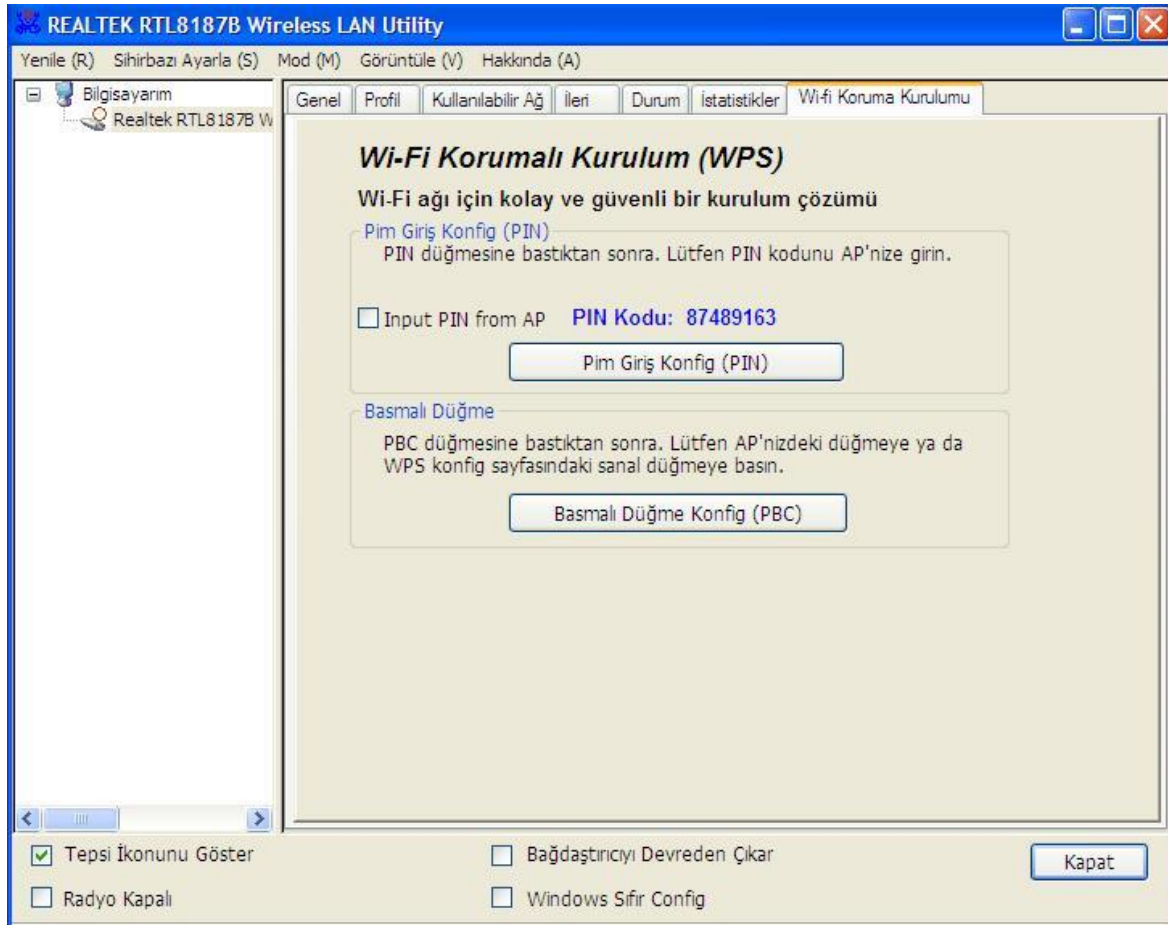 REALTEK RTL8187B Wireless LAN Utility
Yenile (R) Sihirbazı Ayarla (S) Mod (M) Görüntüle (V) Hakkında (A)
Bilgisayarım
Realtek RTL8187B W
Genel Profil Kullanılabilir Ağ İleri Durum İstatistikler Wi-fi Koruma Kurulumu
Wi-Fi Korumalı Kurulum (WPS)
Wi-Fi ağı için kolay ve güvenli bir kurulum çözümü
Pim Giriş Konfig (PIN)
PIN düğmesine bastıktan sonra. Lütfen PIN kodunu AP'nize girin.
Input PIN from AP PIN Kodu: 87489163
Pim Giriş Konfig (PIN)
Basmalı Düğme
PBC düğmesine bastıktan sonra. Lütfen AP'nizdeki düğmeye ya da
WPS konfig sayfasındaki sanal düğmeye basın.
Basmalı Düğme Konfig (PBC)
Tepsi İkonunu Göster Bağdaştırıcıyı Devreden Çıkar
Kapat
Radyo Kapalı Windows Sıfır Config